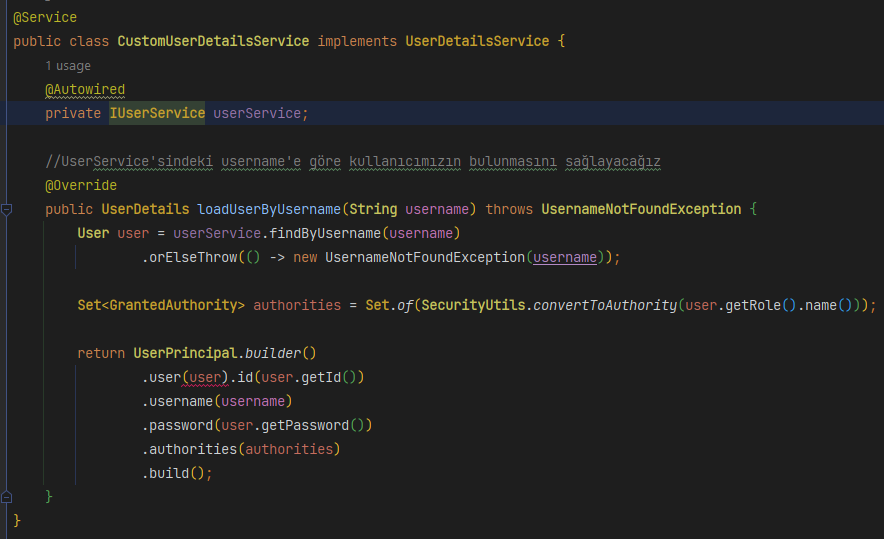 @Service
public class CustomUserDetailsService implements UserDetailsService {
1 usage
@Autowired
private IUserService userService;
//UserService'sindeki username'e göre kullanıcımızın bulunmasını sağlayacağız
@Override
public UserDetails loadUserByUsername(String username) throws UsernameNotFoundException {
User user = userService.findByUsername(username)
.orElseThrow(() -> new UsernameNotFoundException(username));
Set<GrantedAuthority> authorities = Set.of(SecurityUtils.convertToAuthority(user.getRole().name()));
return UserPrincipal.builder()
.user(user).id(user.getId())
.username(username)
.password(user.getPassword())
.authorities(authorities)
.build();
}
}